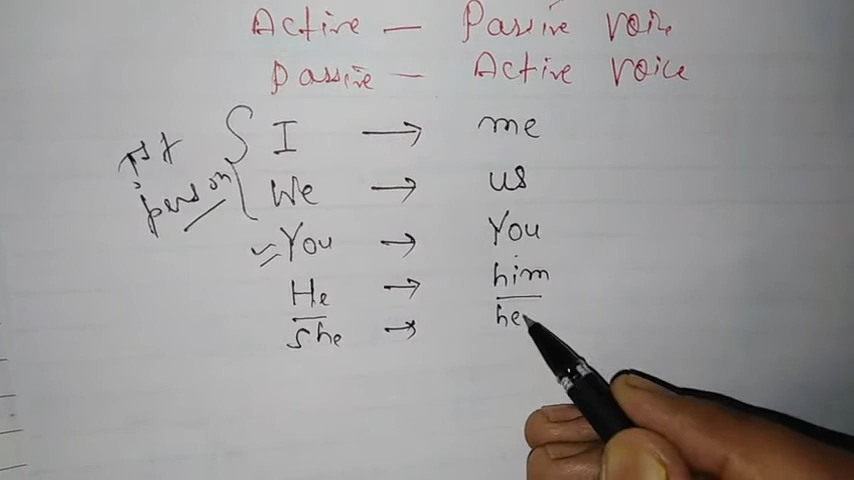 Active — Passive voice
Passive — Active voice
1st person
I → me
We → us
You → You
He → him
She → he